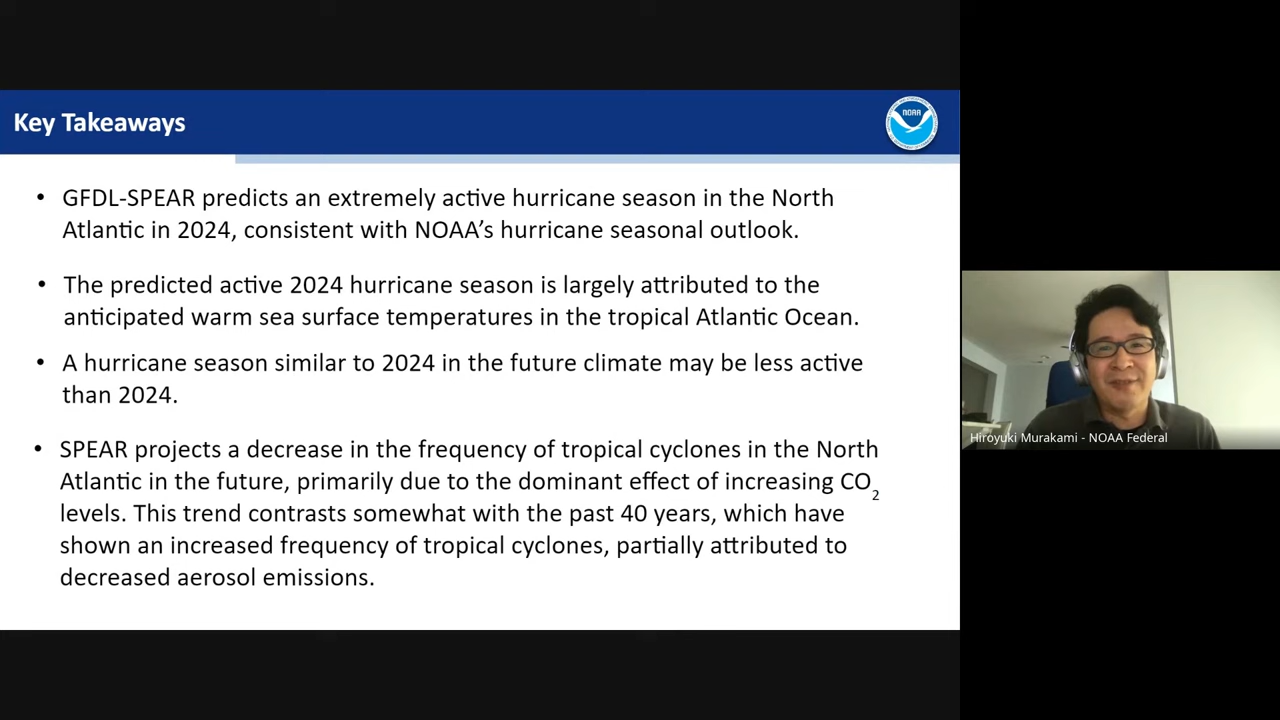 Key Takeaways
NOAA
• GFDL-SPEAR predicts an extremely active hurricane season in the North
Atlantic in 2024, consistent with NOAA’s hurricane seasonal outlook.
• The predicted active 2024 hurricane season is largely attributed to the
anticipated warm sea surface temperatures in the tropical Atlantic Ocean.
• A hurricane season similar to 2024 in the future climate may be less active
than 2024.
• SPEAR projects a decrease in the frequency of tropical cyclones in the North
Atlantic in the future, primarily due to the dominant effect of increasing CO2
levels. This trend contrasts somewhat with the past 40 years, which have
shown an increased frequency of tropical cyclones, partially attributed to
decreased aerosol emissions.
Hiroyuki Murakami - NOAA Federal